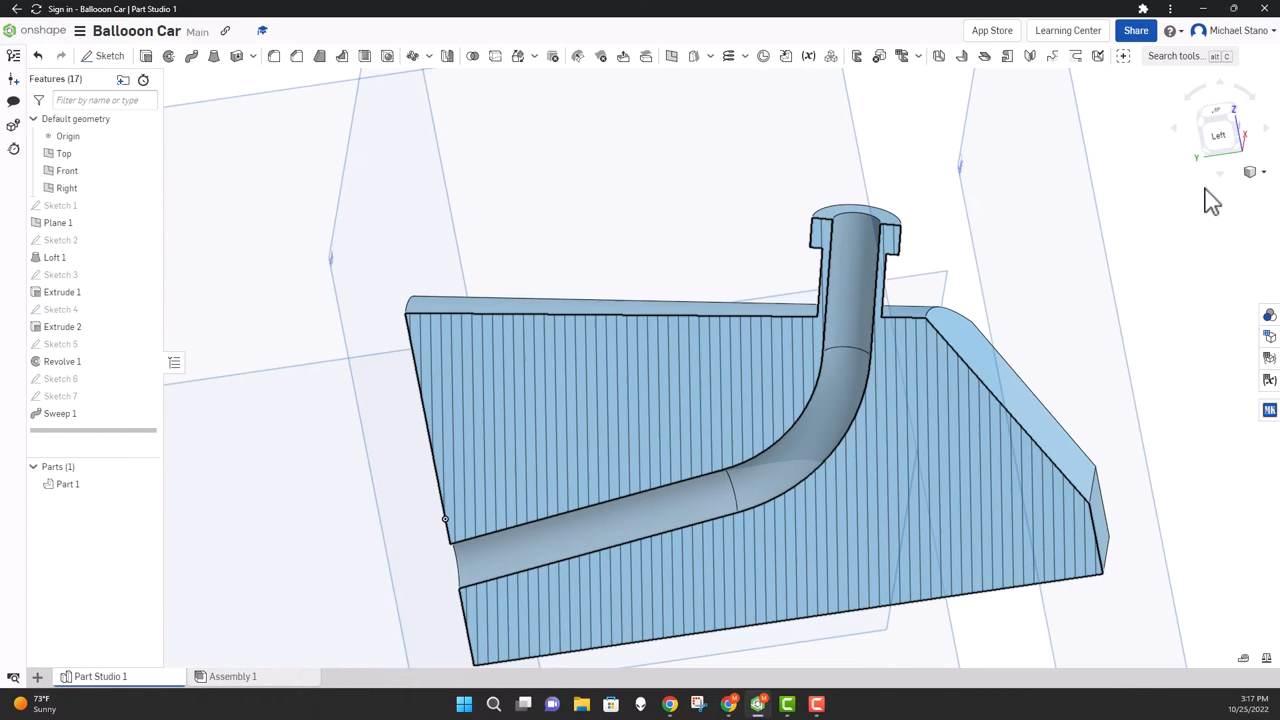 Sign in - Ballooon Car | Part Studio 1
onshape
Ballooon Car Main
App Store
Learning Center
Share
Michael Stano
Sketch
Search tools... alt C
Features (17)
Filter by name or type
Default geometry
Origin
Top
Front
Right
Sketch 1
Plane 1
Sketch 2
Loft 1
Sketch 3
Extrude 1
Sketch 4
Extrude 2
Sketch 5
Revolve 1
Sketch 6
Sketch 7
Sweep 1
Parts (1)
Part 1
Z
Left
X
Y
(x)
(x)
MK
Part Studio 1
Assembly 1
73°F
Sunny
3:17 PM
10/25/2022